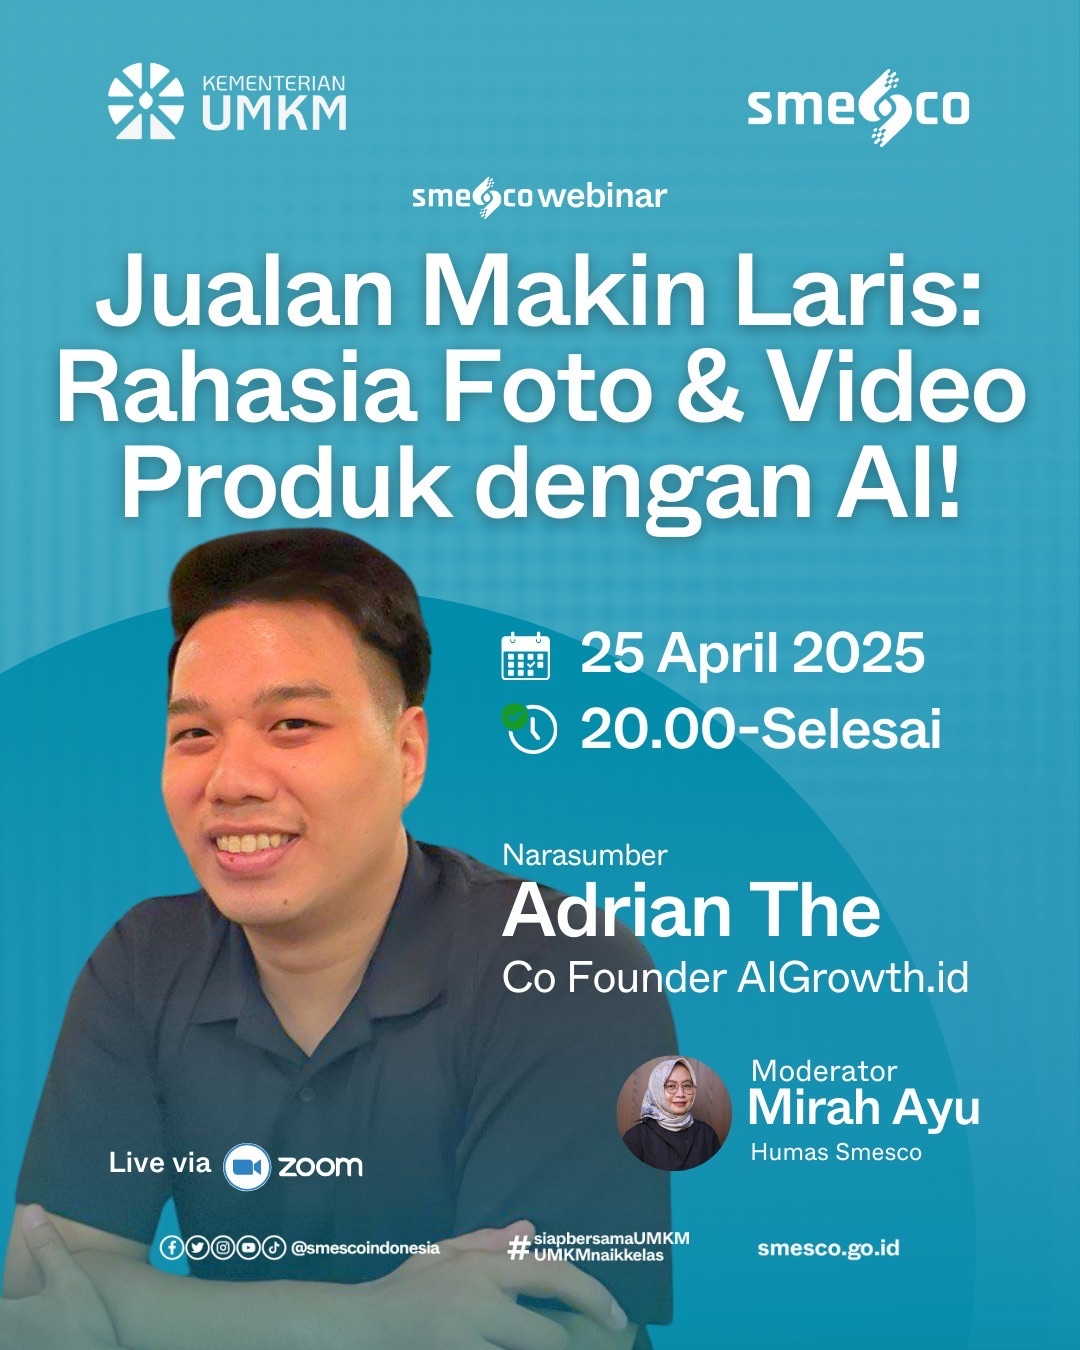 KEMENTERIAN
UMKM
smesco
smesco webinar
Jualan Makin Laris:
Rahasia Foto & Video
Produk dengan AI!
25 April 2025
20.00-Selesai
Narasumber
Adrian The
Co Founder AIGrowth.id
Moderator
Mirah Ayu
Humas Smesco
Live via zoom
@smescoindonesia
#siapbersamaUMKM
UMKMnaikkelas
smesco.go.id